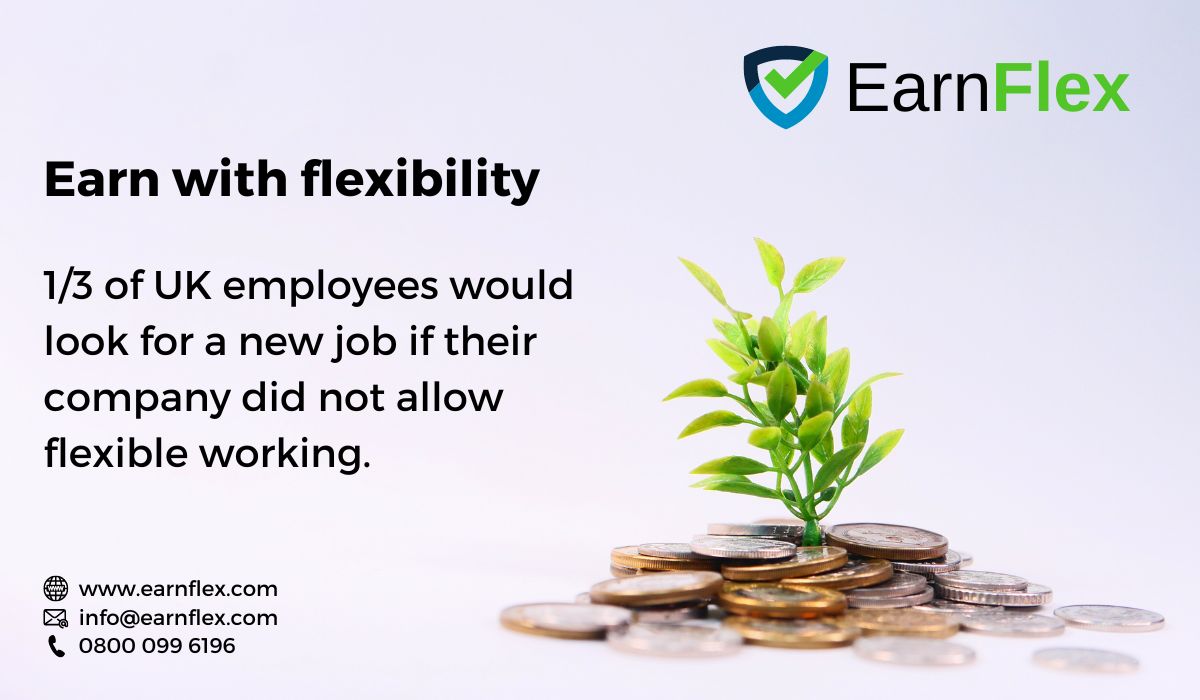 EarnFlex
Earn with flexibility
1/3 of UK employees would
look for a new job if their
company did not allow
flexible working.
www.earnflex.com
info@earnflex.com
0800 099 6196